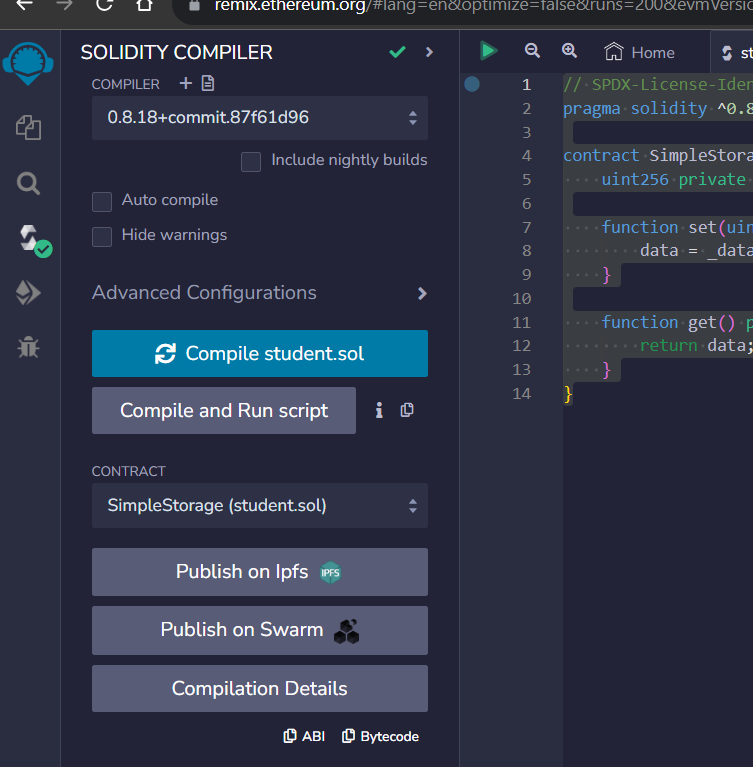 remix.ethereum.org/#lang=en&optimize=false&runs=200&evmVersi
SOLIDITY COMPILER
COMPILER
0.8.18+commit.87f61d96
Include nightly builds
Auto compile
Hide warnings
Advanced Configurations
Compile student.sol
Compile and Run script
CONTRACT
SimpleStorage (student.sol)
Publish on Ipfs IPFS
Publish on Swarm
Compilation Details
ABI Bytecode
Home st
1 // SPDX-License-Iden
2 pragma solidity ^0.8
3
4 contract SimpleStora
5 uint256 private
6
7 function set(uin
8 data = _data
9 }
10
11 function get() p
12 return data;
13 }
14 }